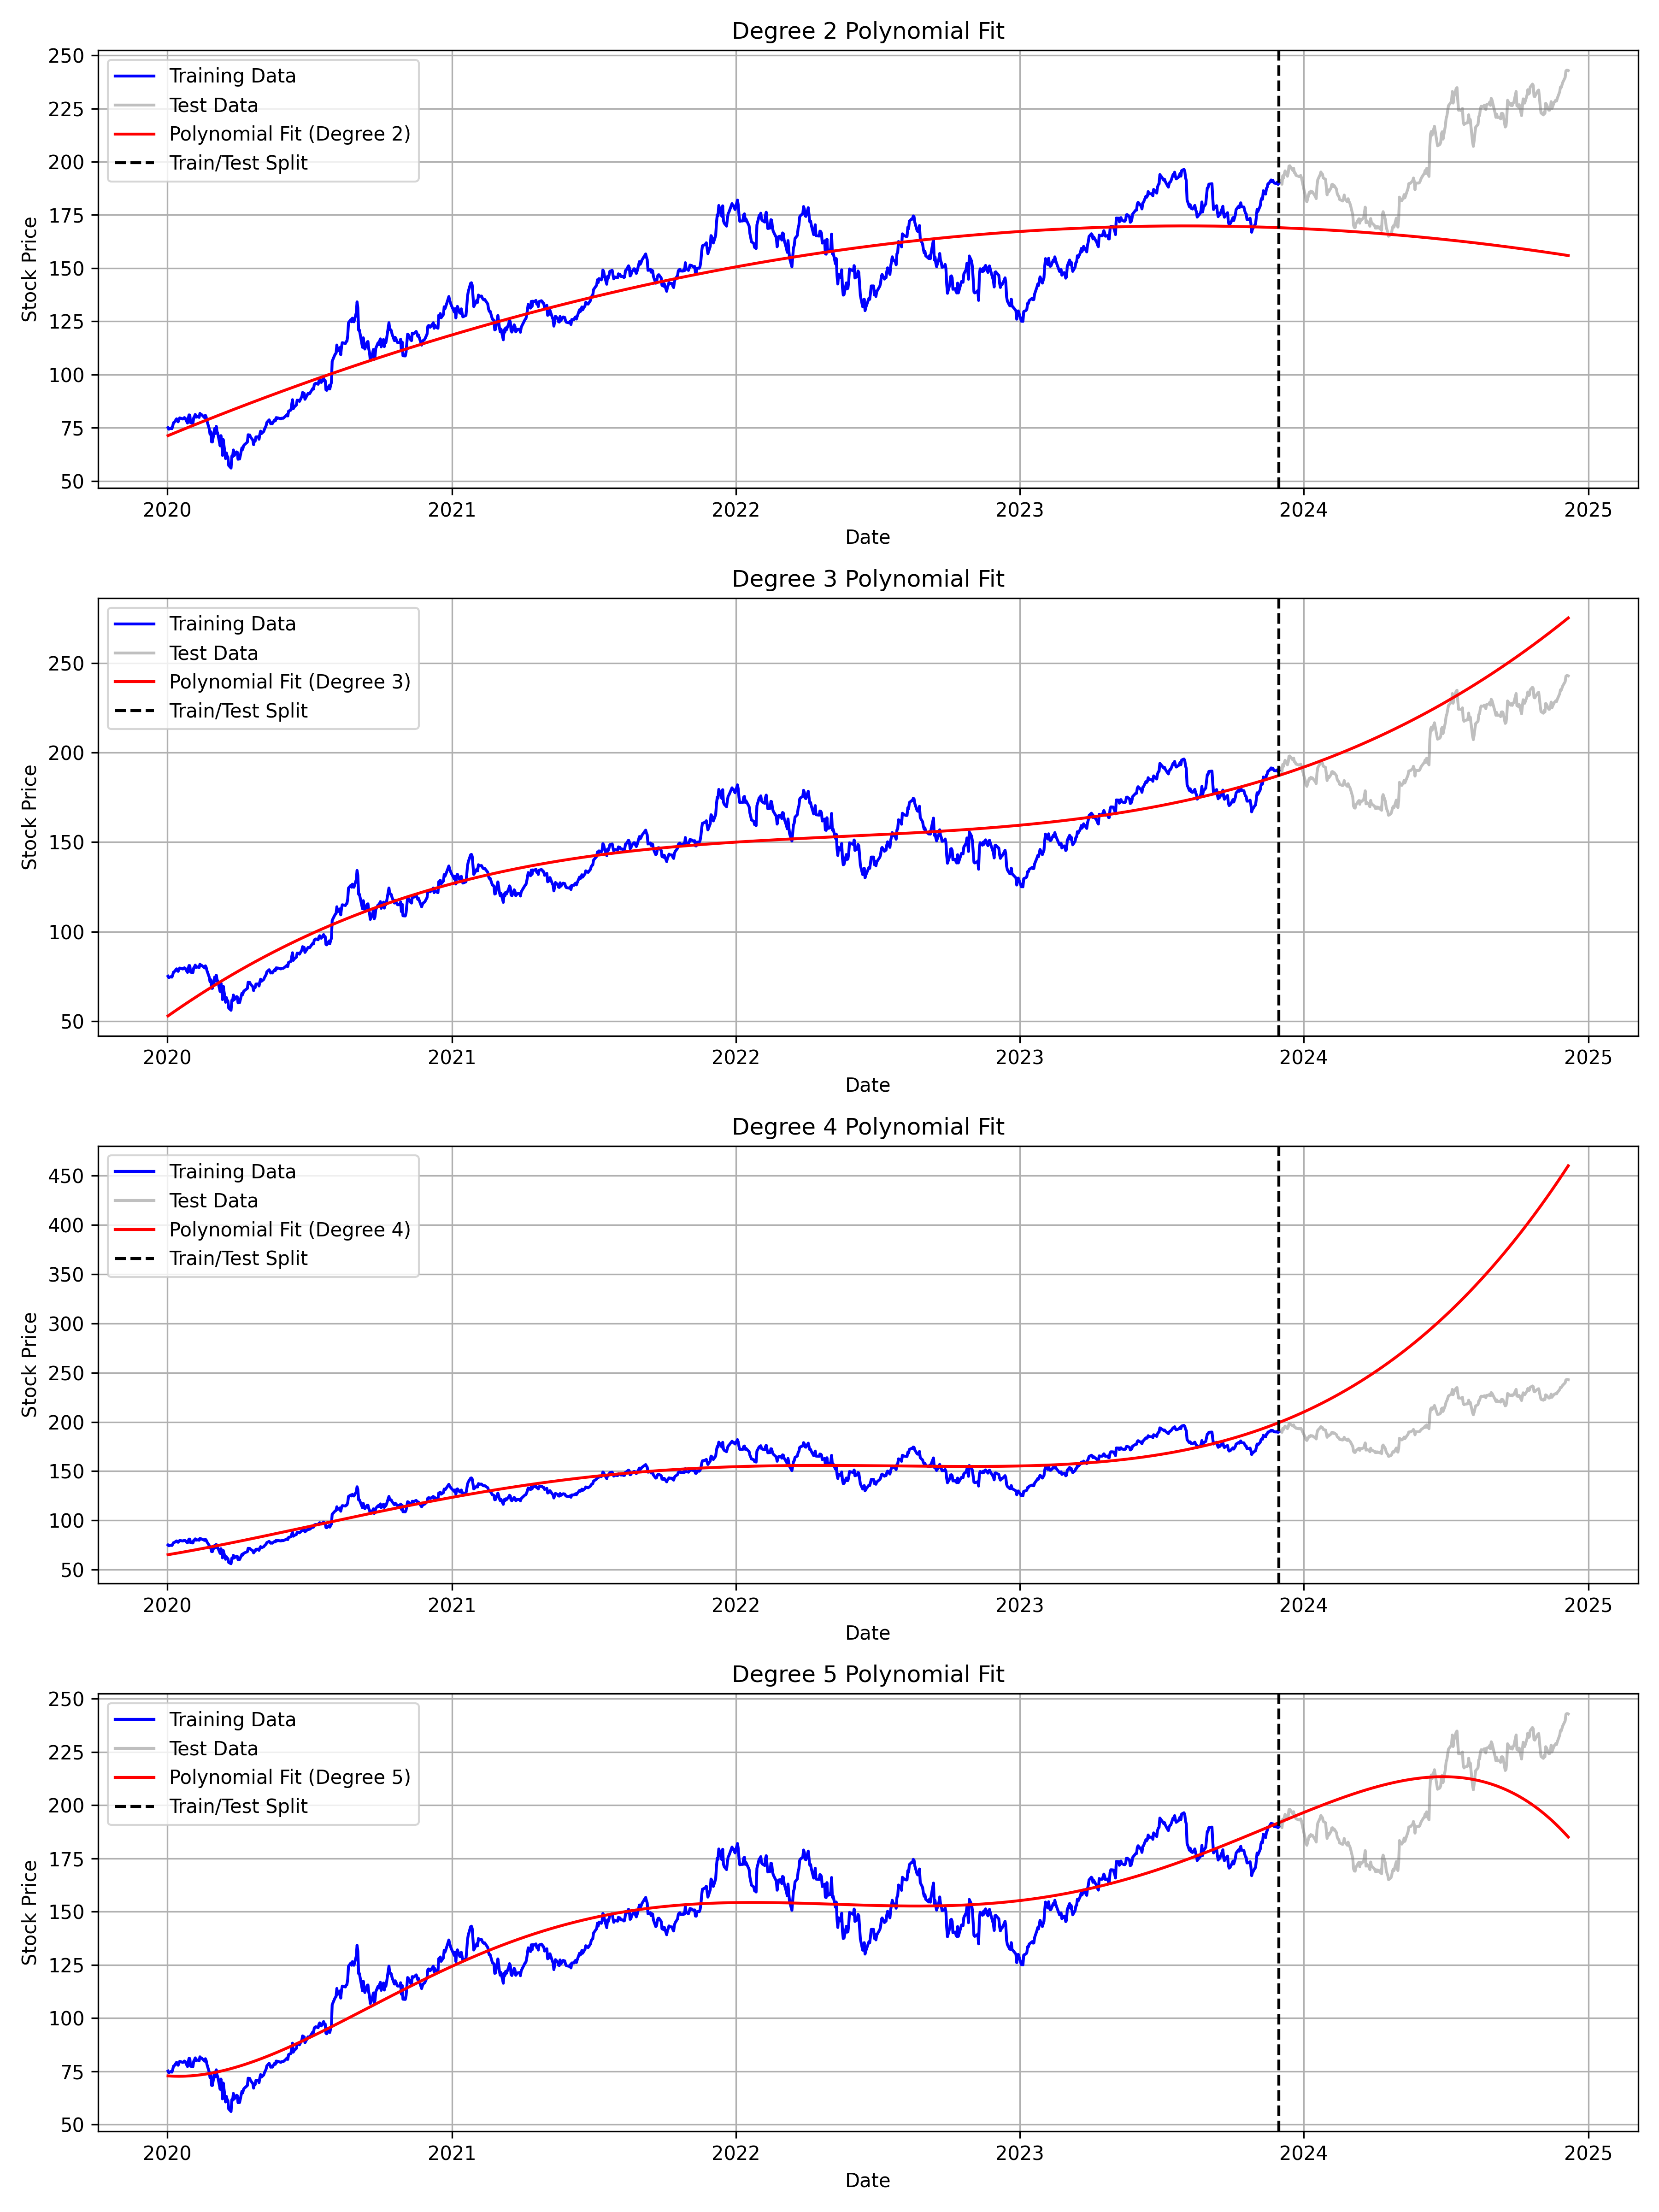 Degree 2 Polynomial Fit
250
225
200
175
150
125
100
75
50
Stock Price
Training Data
Test Data
Polynomial Fit (Degree 2)
Train/Test Split
2020 2021 2022 2023 2024 2025
Date
Degree 3 Polynomial Fit
250
200
150
100
50
Stock Price
Training Data
Test Data
Polynomial Fit (Degree 3)
Train/Test Split
2020 2021 2022 2023 2024 2025
Date
Degree 4 Polynomial Fit
450
400
350
300
250
200
150
100
50
Stock Price
Training Data
Test Data
Polynomial Fit (Degree 4)
Train/Test Split
2020 2021 2022 2023 2024 2025
Date
Degree 5 Polynomial Fit
250
225
200
175
150
125
100
75
50
Stock Price
Training Data
Test Data
Polynomial Fit (Degree 5)
Train/Test Split
2020 2021 2022 2023 2024 2025
Date